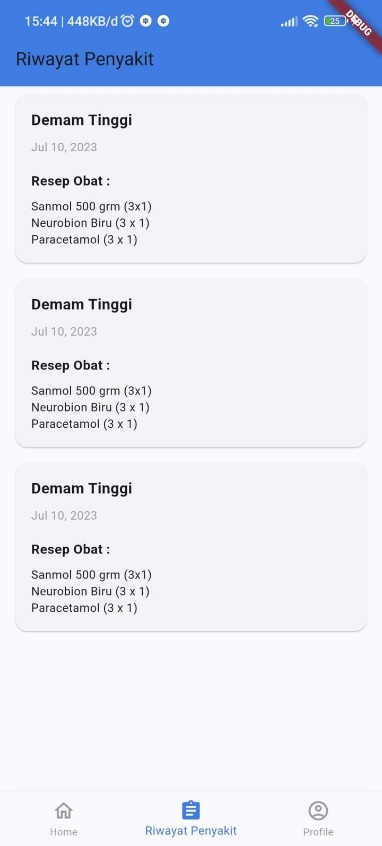 15:44 | 448KB/d
25
DEBUG
Riwayat Penyakit
Demam Tinggi
Jul 10, 2023
Resep Obat :
Sanmol 500 grm (3x1)
Neurobion Biru (3 x 1)
Paracetamol (3 x 1)
Demam Tinggi
Jul 10, 2023
Resep Obat :
Sanmol 500 grm (3x1)
Neurobion Biru (3 x 1)
Paracetamol (3 x 1)
Demam Tinggi
Jul 10, 2023
Resep Obat :
Sanmol 500 grm (3x1)
Neurobion Biru (3 x 1)
Paracetamol (3 x 1)
Home
Riwayat Penyakit
Profile